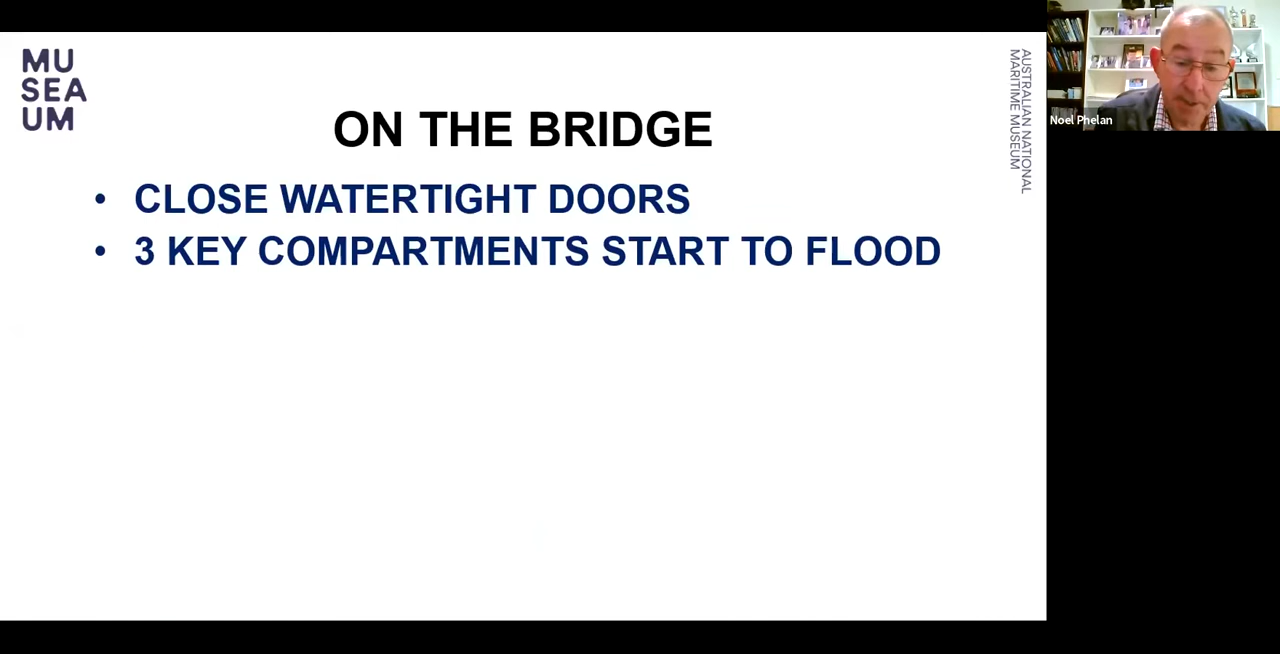 MU
SEA
UM
ON THE BRIDGE
• CLOSE WATERTIGHT DOORS
• 3 KEY COMPARTMENTS START TO FLOOD
AUSTRALIAN NATIONAL
MARITIME MUSEUM
Noel Phelan